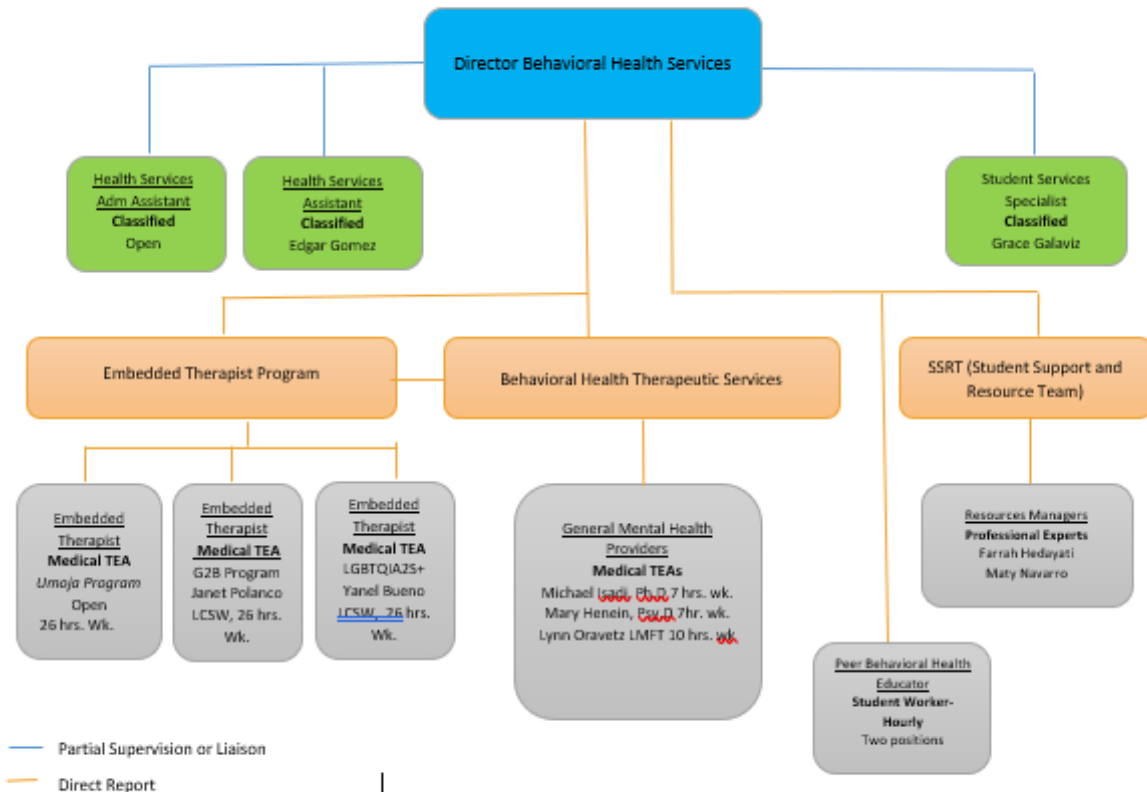 Director Behavioral Health Services
Health Services
Adm Assistant
Classified
Open
Health Services
Assistant
Classified
Edgar Gomez
Student Services
Specialist
Classified
Grace Galaviz
Embedded Therapist Program
Behavioral Health Therapeutic Services
SSRT (Student Support and
Resource Team)
Embedded
Therapist
Medical TEA
Umoja Program
Open
26 hrs. Wk.
Embedded
Therapist
Medical TEA
G2B Program
Janet Polanco
LCSW, 26 hrs.
Wk.
Embedded
Therapist
Medical TEA
LGBTQIA2S+
Yanel Bueno
LCSW, 26 hrs.
Wk.
General Mental Health
Providers
Medical TEAs
Michael Isadi, Ph.D 7 hrs. wk.
Mary Henein, Psy.D 7hr. wk.
Lynn Oravetz LMFT 10 hrs. wk
Resources Managers
Professional Experts
Farrah Hedayati
Maty Navarro
Peer Behavioral Health
Educator
Student Worker-
Hourly
Two positions
Partial Supervision or Liaison
Direct Report